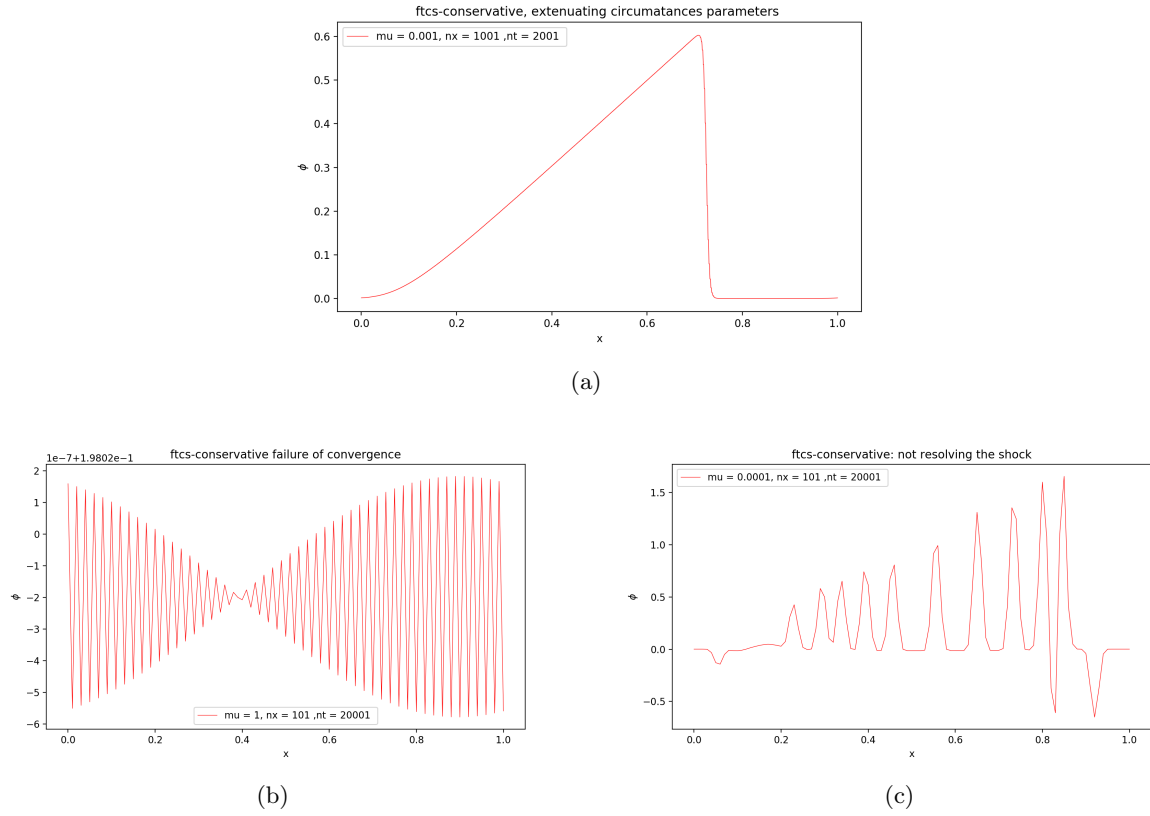 ftcs-conservative, extenuating circumatances parameters
mu = 0.001, nx = 1001 ,nt = 2001
0.6
0.5
0.4
ϕ
0.3
0.2
0.1
0.0
0.0 0.2 0.4 0.6 0.8 1.0
x
(a)
1e-7+1.9802e-1
ftcs-conservative failure of convergence
2
1
0
−1
ϕ
−2
−3
−4
−5
−6
mu = 1, nx = 101 ,nt = 20001
0.0 0.2 0.4 0.6 0.8 1.0
x
(b)
ftcs-conservative: not resolving the shock
mu = 0.0001, nx = 101 ,nt = 20001
1.5
1.0
ϕ
0.5
0.0
−0.5
0.0 0.2 0.4 0.6 0.8 1.0
x
(c)